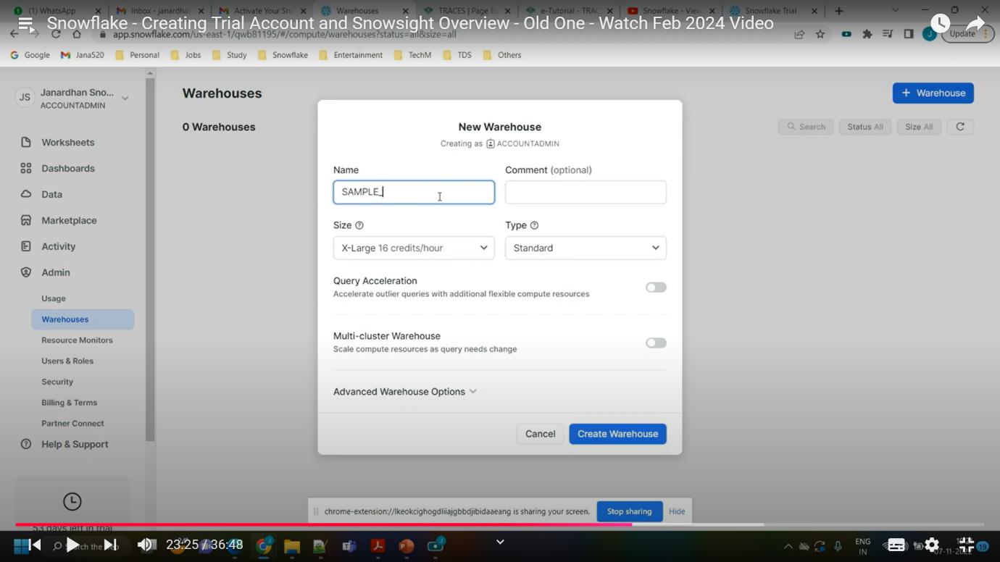 (1) WhatsApp
Inbox - janardhan
Activate Your Sno
Warehouses
TRACES | Page E
e-Tutorial - TRAC
Snowflake - View
Snowflake Trial
Snowflake - Creating Trial Account and Snowsight Overview - Old One - Watch Feb 2024 Video
app.snowflake.com/us-east-1/qwb81195/#/compute/warehouses?status=all&size=all
J
Update
Google
Jana520
Personal
Jobs
Study
Snowflake
Entertainment
TechM
TDS
Others
JS
Janardhan Sno...
ACCOUNTADMIN
Worksheets
Dashboards
Data
Marketplace
Activity
Admin
Usage
Warehouses
Resource Monitors
Users & Roles
Security
Billing & Terms
Partner Connect
Help & Support
53 days left in trial
Warehouses
+ Warehouse
0 Warehouses
Search
Status All
Size All
New Warehouse
Creating as ACCOUNTADMIN
Name
Comment (optional)
SAMPLE_
Size
Type
X-Large 16 credits/hour
Standard
Query Acceleration
Accelerate outlier queries with additional flexible compute resources
Multi-cluster Warehouse
Scale compute resources as query needs change
Advanced Warehouse Options
Cancel
Create Warehouse
chrome-extension://lkeokcighogdliiajgbbdjibidaaeang is sharing your screen.
Stop sharing
Hide
23:25 / 36:48
ENG
IN
07-11-2022
19